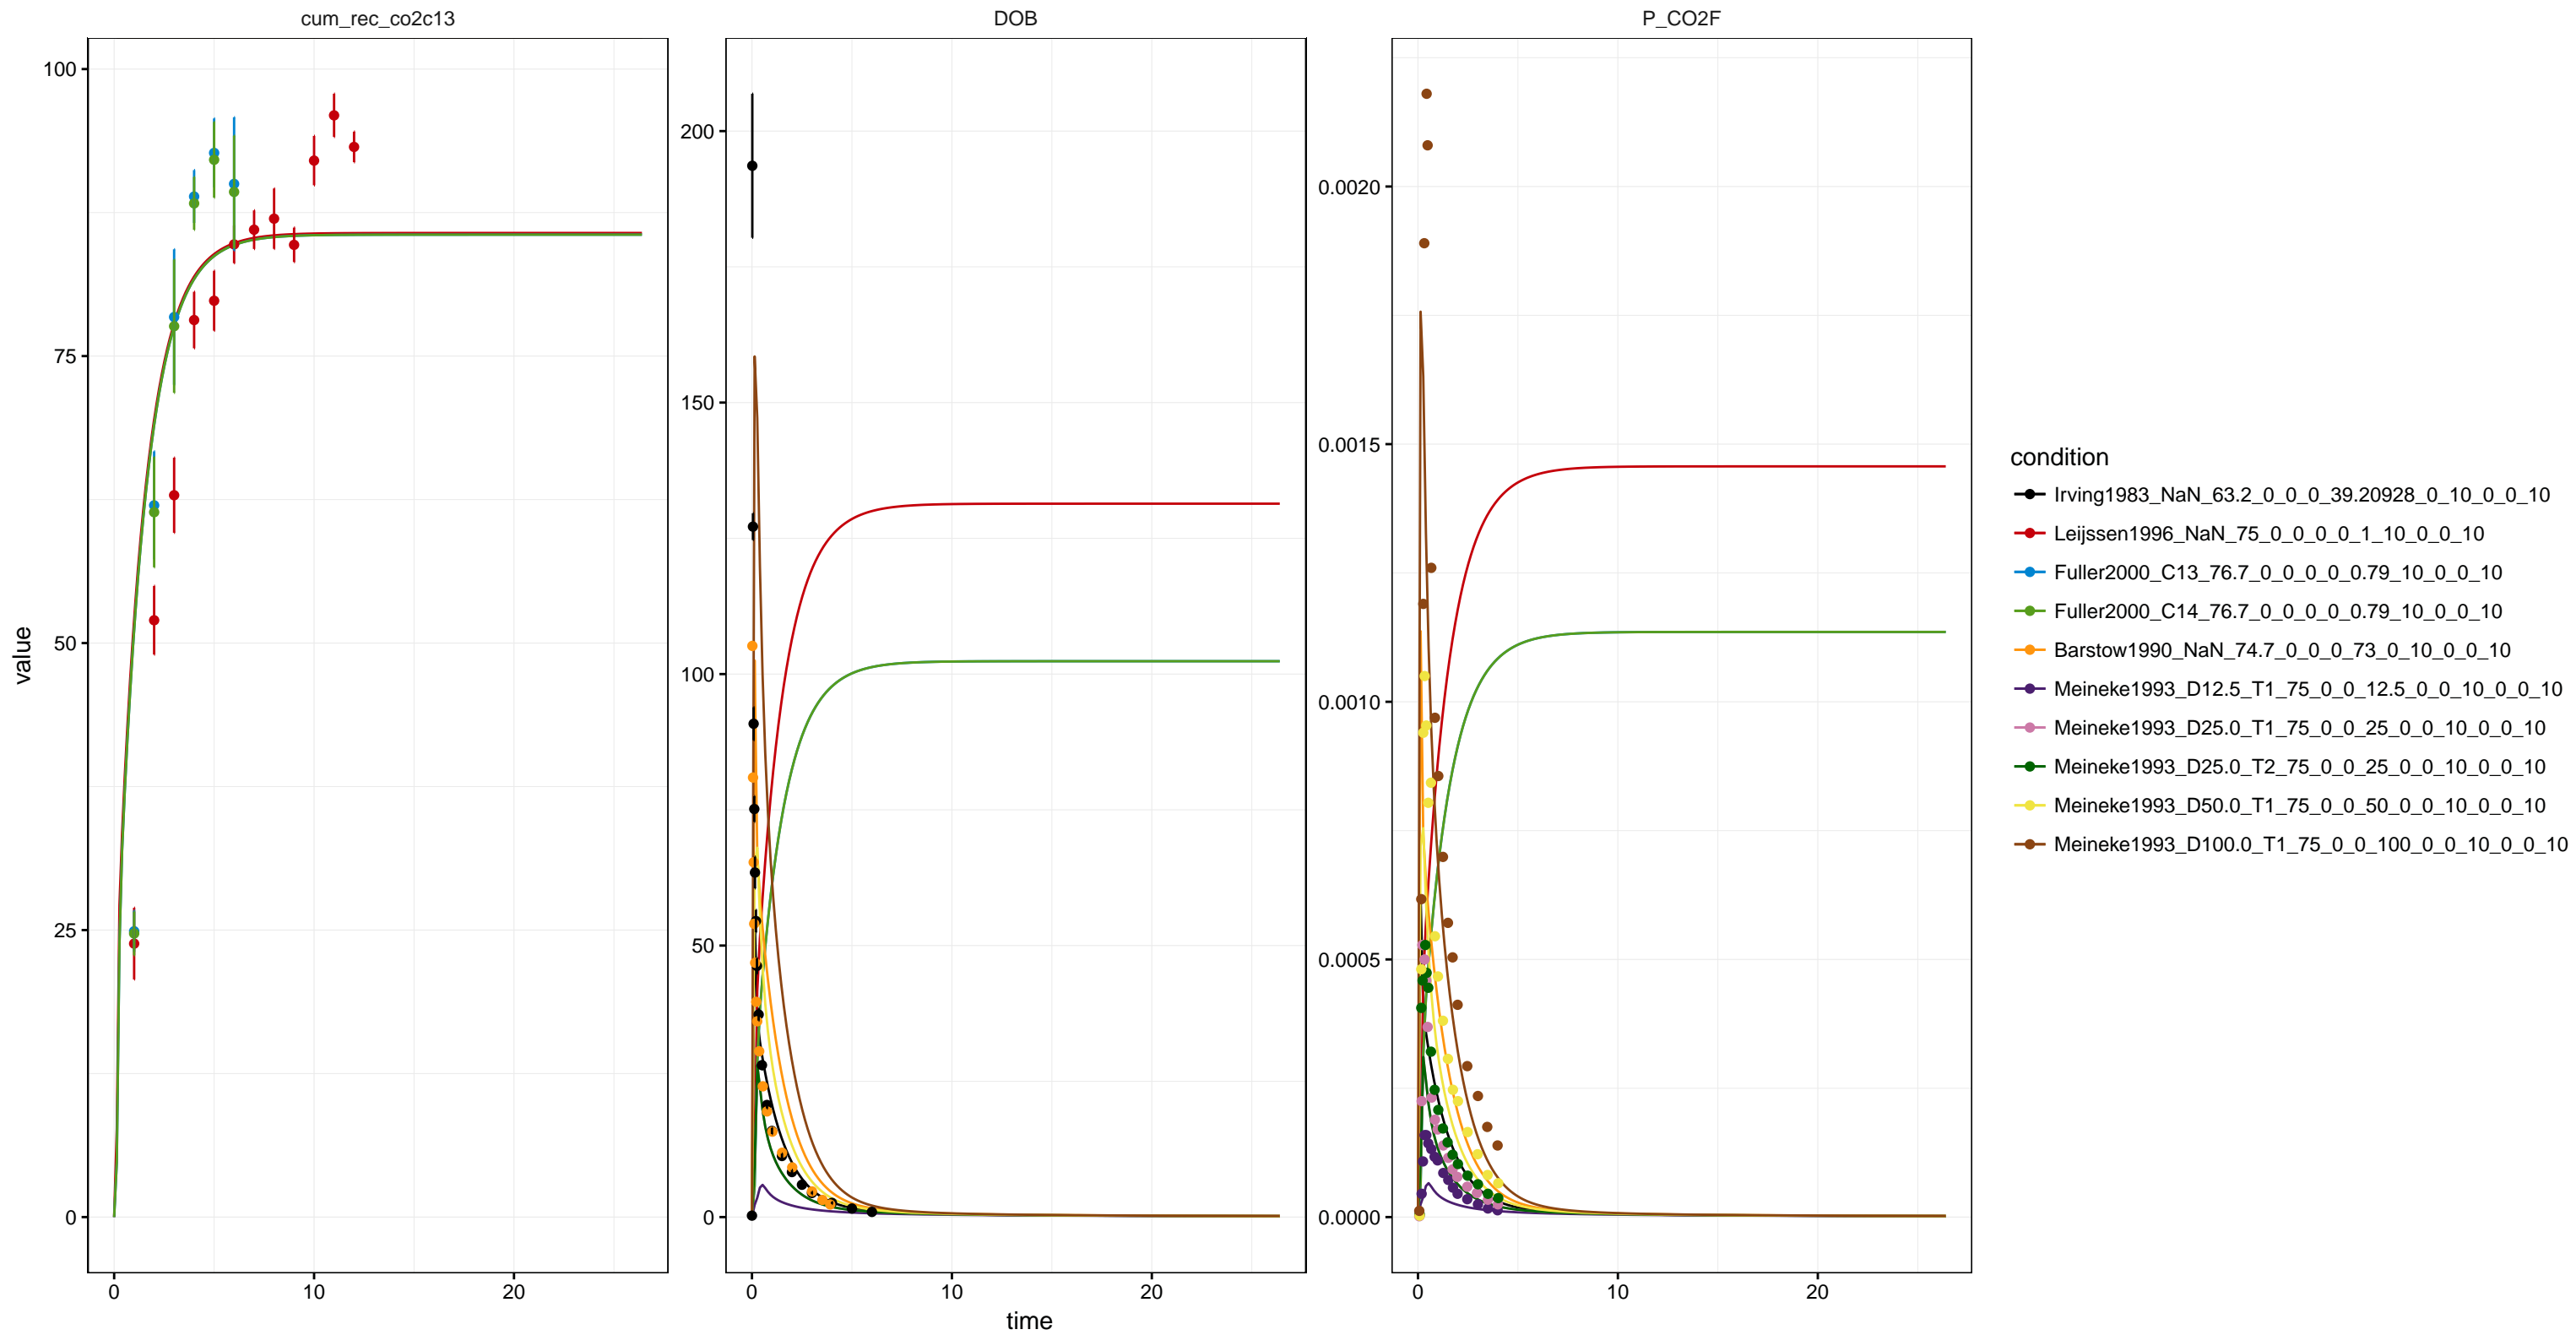 cum_rec_co2c13
DOB
P_CO2F
value
100
75
50
25
0
0
10
20
200
150
100
50
0
0
10
20
time
0.0020
0.0015
0.0010
0.0005
0.0000
0
10
20
condition
Irving1983_NaN_63.2_0_0_0_39.20928_0_10_0_0_10
Leijssen1996_NaN_75_0_0_0_0_1_10_0_0_10
Fuller2000_C13_76.7_0_0_0_0_0.79_10_0_0_10
Fuller2000_C14_76.7_0_0_0_0_0.79_10_0_0_10
Barstow1990_NaN_74.7_0_0_0_73_0_10_0_0_10
Meineke1993_D12.5_T1_75_0_0_12.5_0_0_10_0_0_10
Meineke1993_D25.0_T1_75_0_0_25_0_0_10_0_0_10
Meineke1993_D25.0_T2_75_0_0_25_0_0_10_0_0_10
Meineke1993_D50.0_T1_75_0_0_50_0_0_10_0_0_10
Meineke1993_D100.0_T1_75_0_0_100_0_0_10_0_0_10